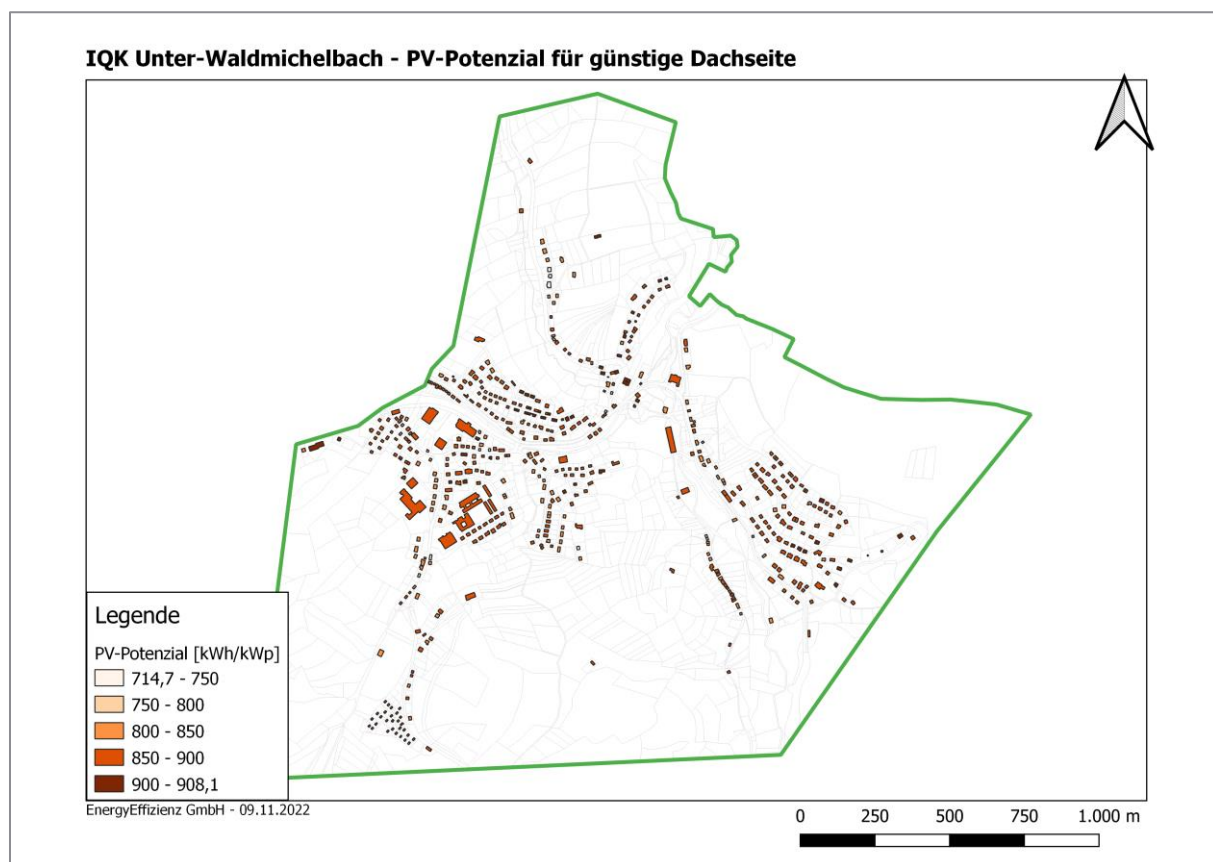 IQK Unter-Waldmichelbach - PV-Potenzial für günstige Dachseite
Legende
PV-Potenzial [kWh/kWp]
714,7 - 750
750 - 800
800 - 850
850 - 900
900 - 908,1
EnergyEffizienz GmbH - 09.11.2022
0 250 500 750 1.000 m